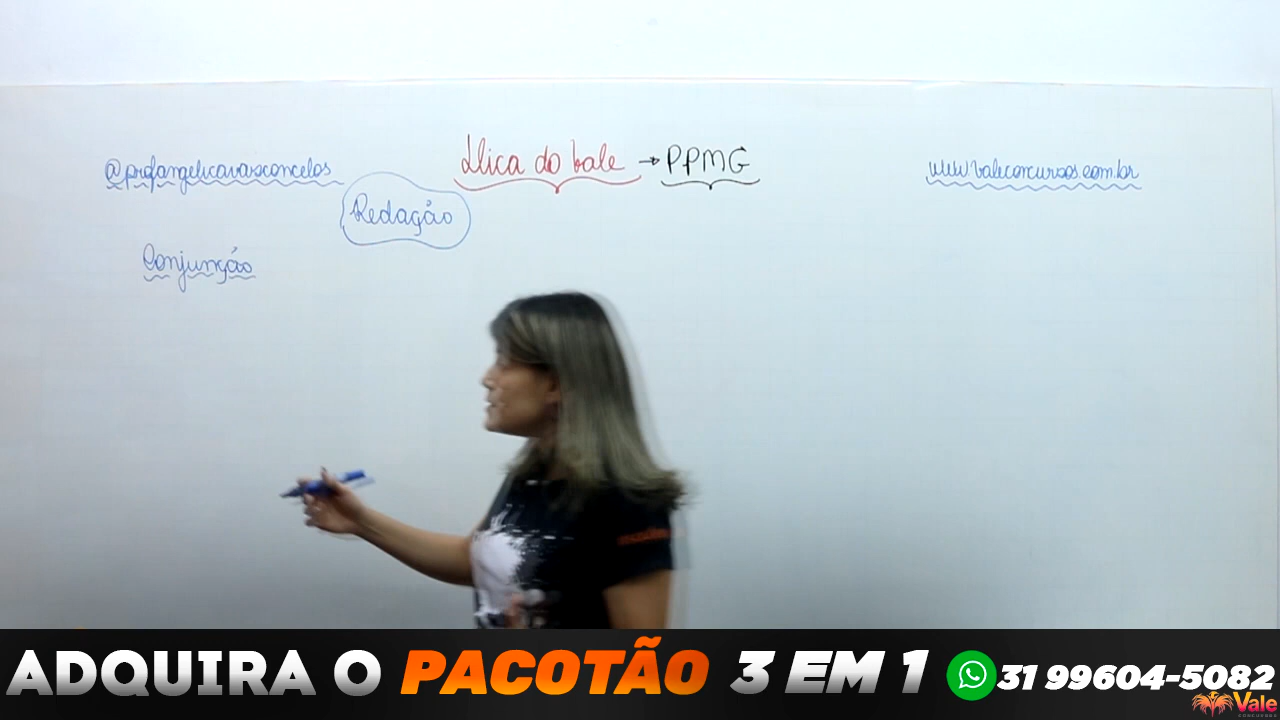 @profangelicavasconcelos
Dica do Vale → PPMG
www.valeconcursos.com.br
Redação
Conjunção
ADQUIRA O PACOTÃO 3 EM 1 31 99604-5082
Vale
CONCURSOS